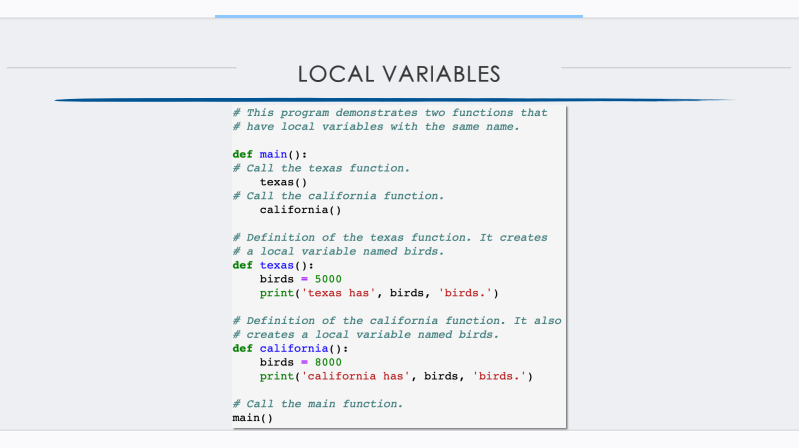 LOCAL VARIABLES
# This program demonstrates two functions that
# have local variables with the same name.
def main():
# Call the texas function.
    texas()
# Call the california function.
    california()
# Definition of the texas function. It creates
# a local variable named birds.
def texas():
    birds = 5000
    print('texas has', birds, 'birds.')
# Definition of the california function. It also
# creates a local variable named birds.
def california():
    birds = 8000
    print('california has', birds, 'birds.')
# Call the main function.
main()